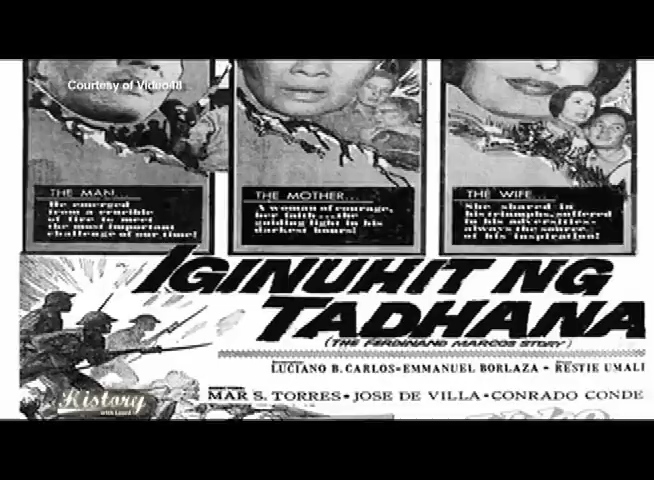 Courtesy of Video48
THE MAN...
He emerged
from a crucible
of fire to meet
the most important
challenge of our time!
THE MOTHER...
A woman of courage,
her faith...the
guiding light in his
darkest hours!
THE WIFE...
She shared in
his triumphs, suffered
in his adversities...
always the source
of his inspiration!
IGINUHIT NG
TADHANA
(THE FERDINAND MARCOS STORY)
LUCIANO B. CARLOS • EMMANUEL BORLAZA • RESTIE UMALI
MAR S. TORRES • JOSE DE VILLA • CONRADO CONDE
Kistory